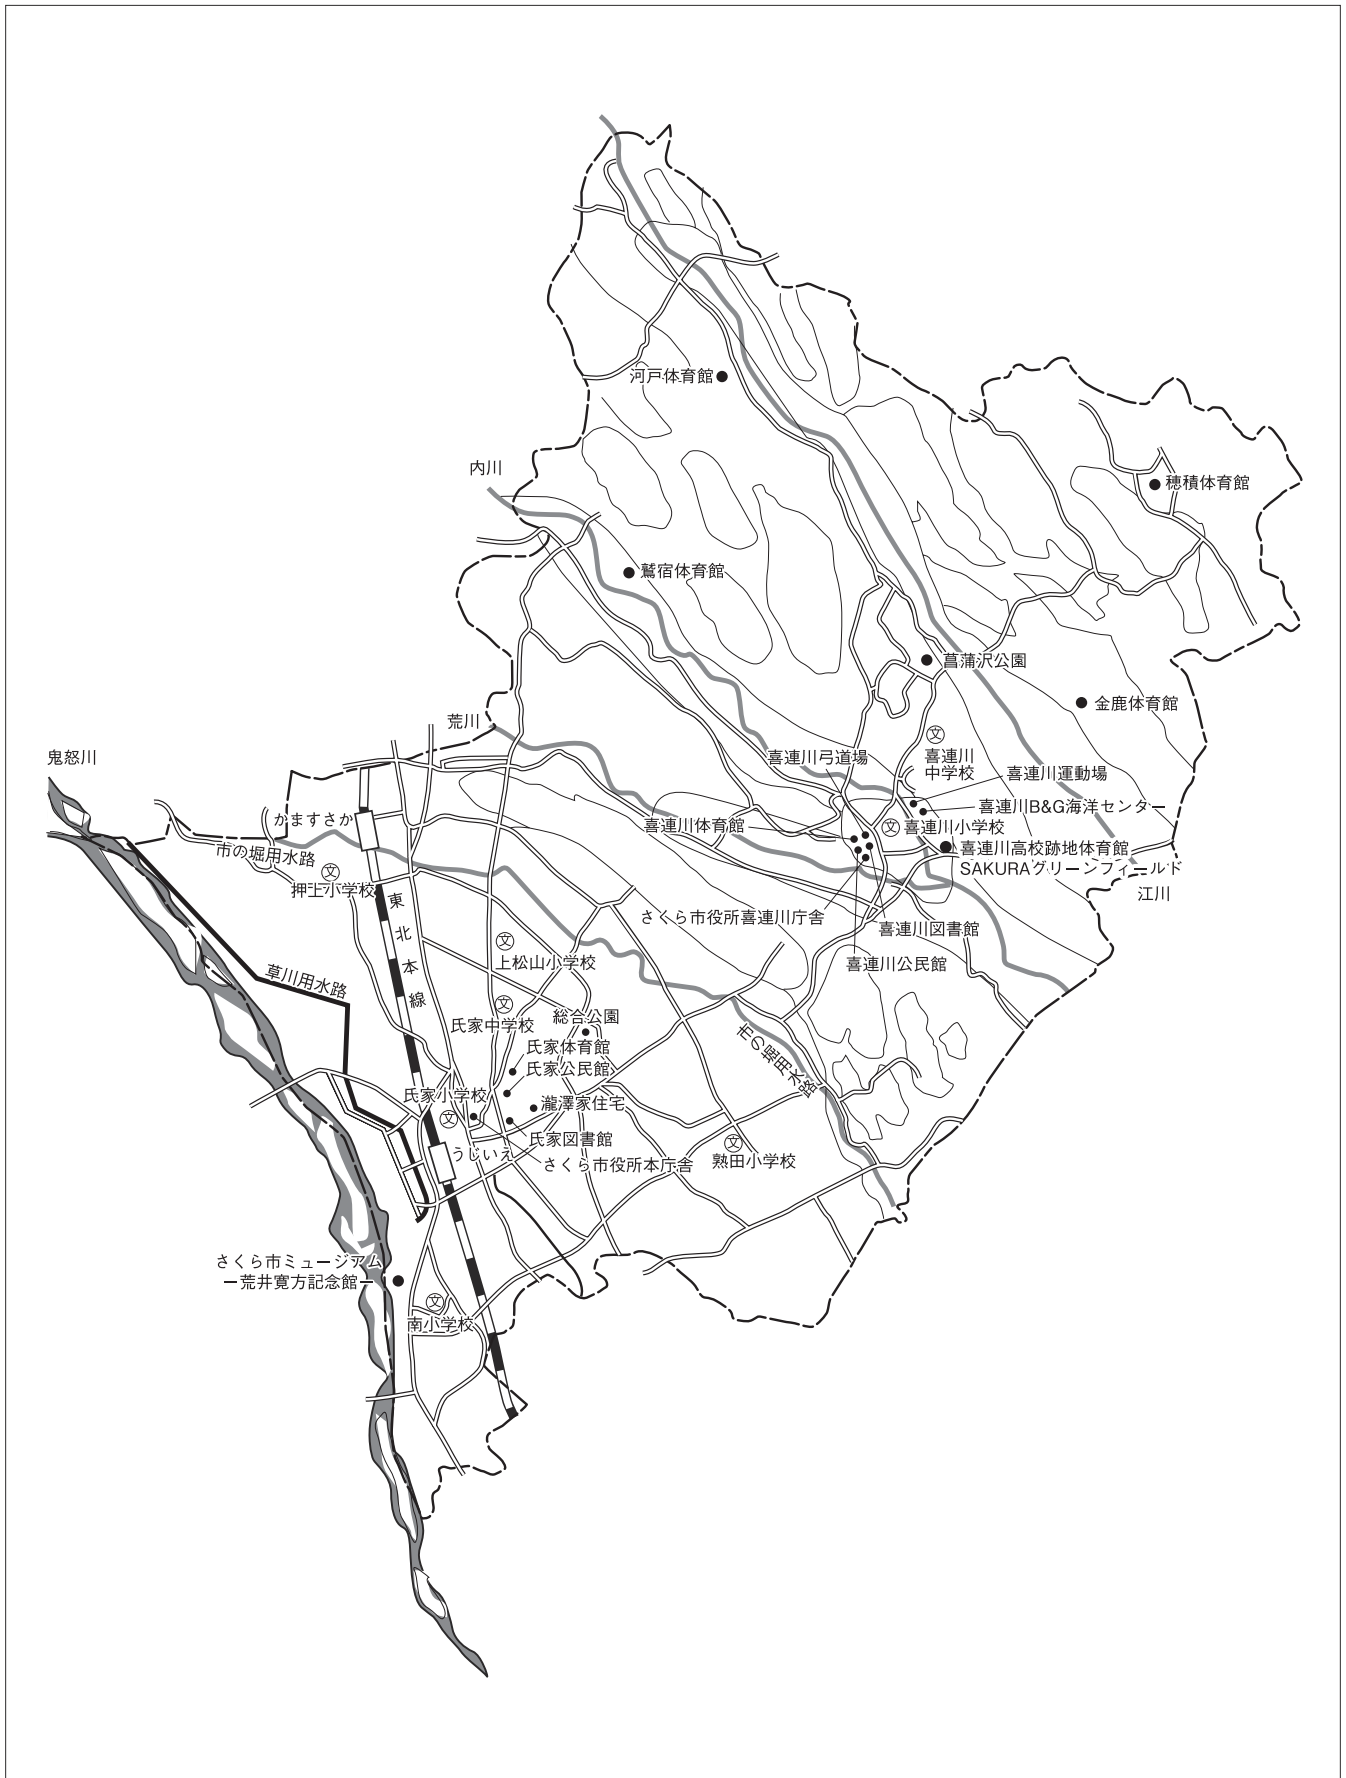 河戸体育館
内川
穂積体育館
鷲宿体育館
菖蒲沢公園
金鹿体育館
荒川
鬼怒川
喜連川弓道場
喜連川
中学校
喜連川運動場
喜連川B&G海洋センター
かますさか
喜連川体育館
喜連川小学校
市の堀用水路
喜連川高校跡地体育館
SAKURAグリーンフィールド
押上小学校
江川
東北本線
さくら市役所喜連川庁舎
喜連川図書館
上松山小学校
喜連川公民館
草川用水路
氏家中学校
総合公園
市の堀用水路
氏家体育館
氏家公民館
氏家小学校
瀧澤家住宅
氏家図書館
うじいえ
さくら市役所本庁舎
熟田小学校
さくら市ミュージアム
ー荒井寛方記念館ー
南小学校
文
文
文
文
文
文
文
文